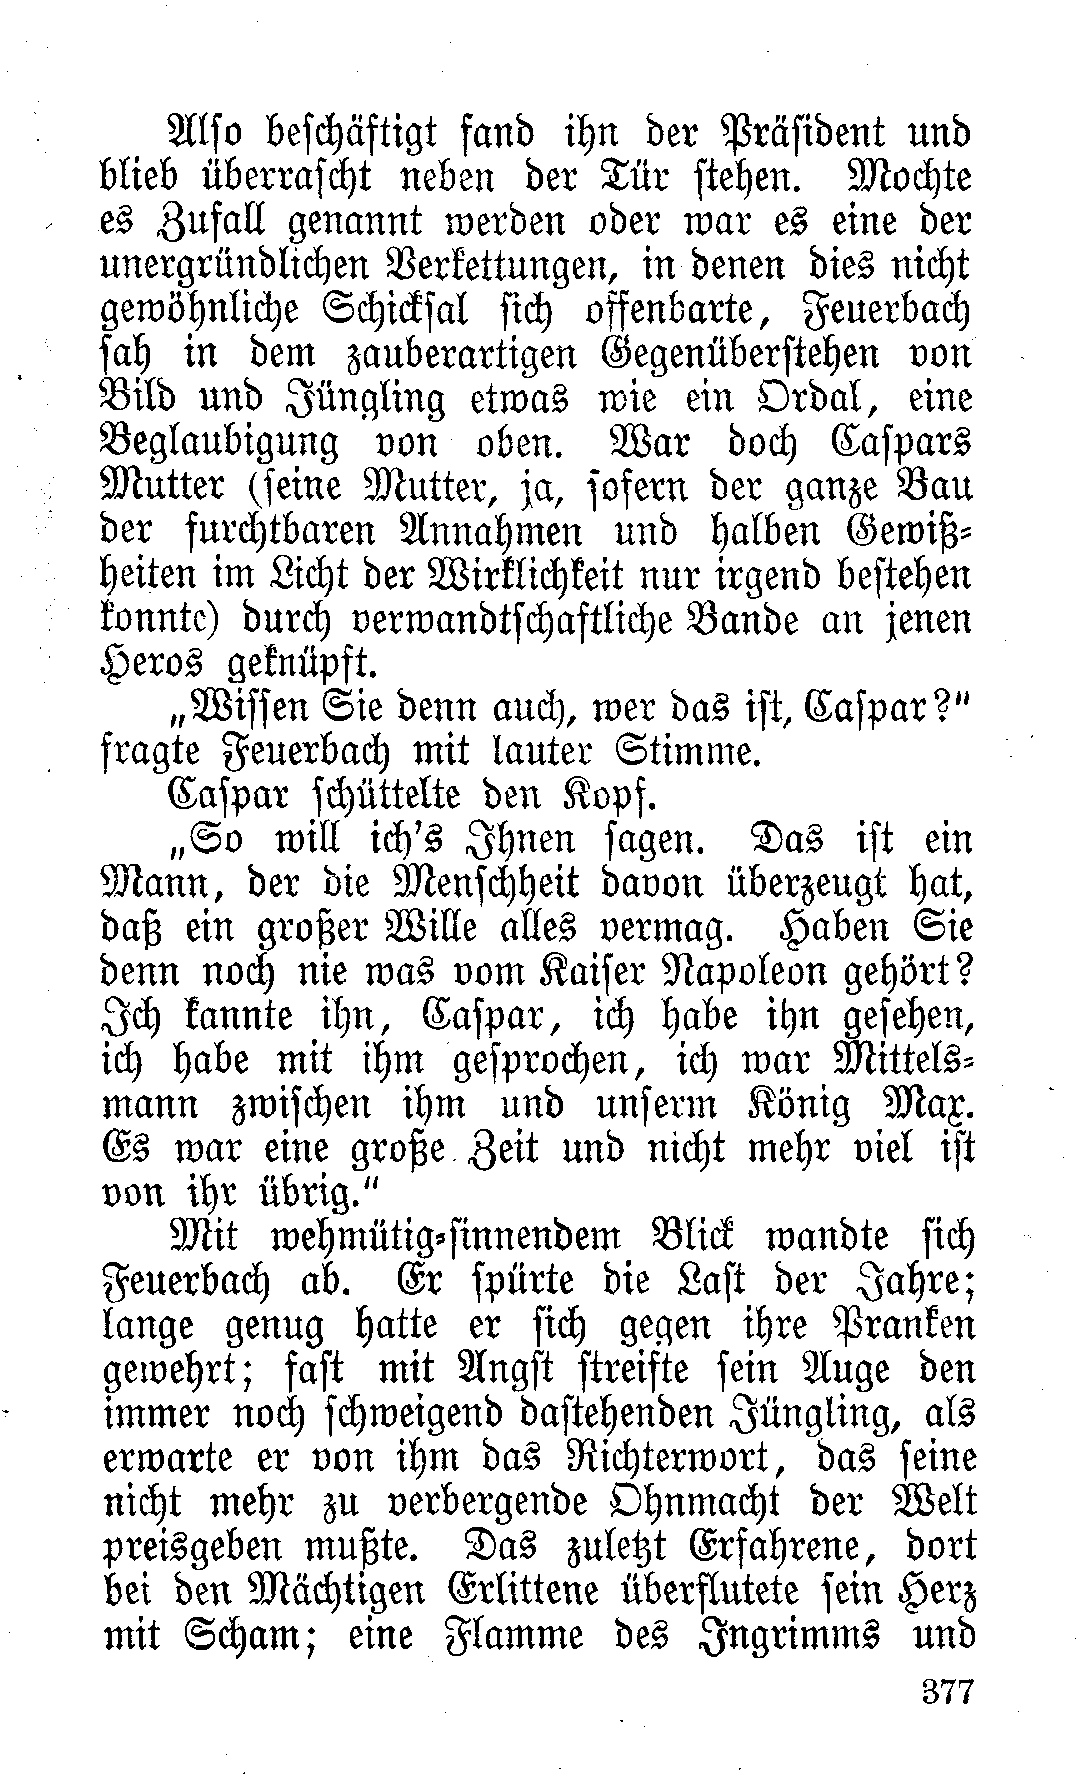 Also beschäftigt fand ihn der Präsident und
blieb überrascht neben der Tür stehen. Mochte
es Zufall genannt werden oder war es eine der
unergründlichen Verkettungen, in denen dies nicht
gewöhnliche Schicksal sich offenbarte, Feuerbach
sah in dem zauberartigen Gegenüberstehen von
Bild und Jüngling etwas wie ein Ordal, eine
Beglaubigung von oben. War doch Caspars
Mutter (seine Mutter, ja, sofern der ganze Bau
der furchtbaren Annahmen und halben Gewiß-
heiten im Licht der Wirklichkeit nur irgend bestehen
konnte) durch verwandtschaftliche Bande an jenen
Heros geknüpft.
„Wissen Sie denn auch, wer das ist, Caspar?“
fragte Feuerbach mit lauter Stimme.
Caspar schüttelte den Kopf.
„So will ich's Ihnen sagen. Das ist ein
Mann, der die Menschheit davon überzeugt hat,
daß ein großer Wille alles vermag. Haben Sie
denn noch nie was vom Kaiser Napoleon gehört?
Ich kannte ihn, Caspar, ich habe ihn gesehen,
ich habe mit ihm gesprochen, ich war Mittels-
mann zwischen ihm und unserm König Max.
Es war eine große Zeit und nicht mehr viel ist
von ihr übrig.“
Mit wehmütig-sinnendem Blick wandte sich
Feuerbach ab. Er spürte die Last der Jahre;
lange genug hatte er sich gegen ihre Pranken
gewehrt; fast mit Angst streifte sein Auge den
immer noch schweigend dastehenden Jüngling, als
erwarte er von ihm das Richterwort, das seine
nicht mehr zu verbergende Ohnmacht der Welt
preisgeben mußte. Das zuletzt Erfahrene, dort
bei den Mächtigen Erlittene überflutete sein Herz
mit Scham; eine Flamme des Ingrimms und
377